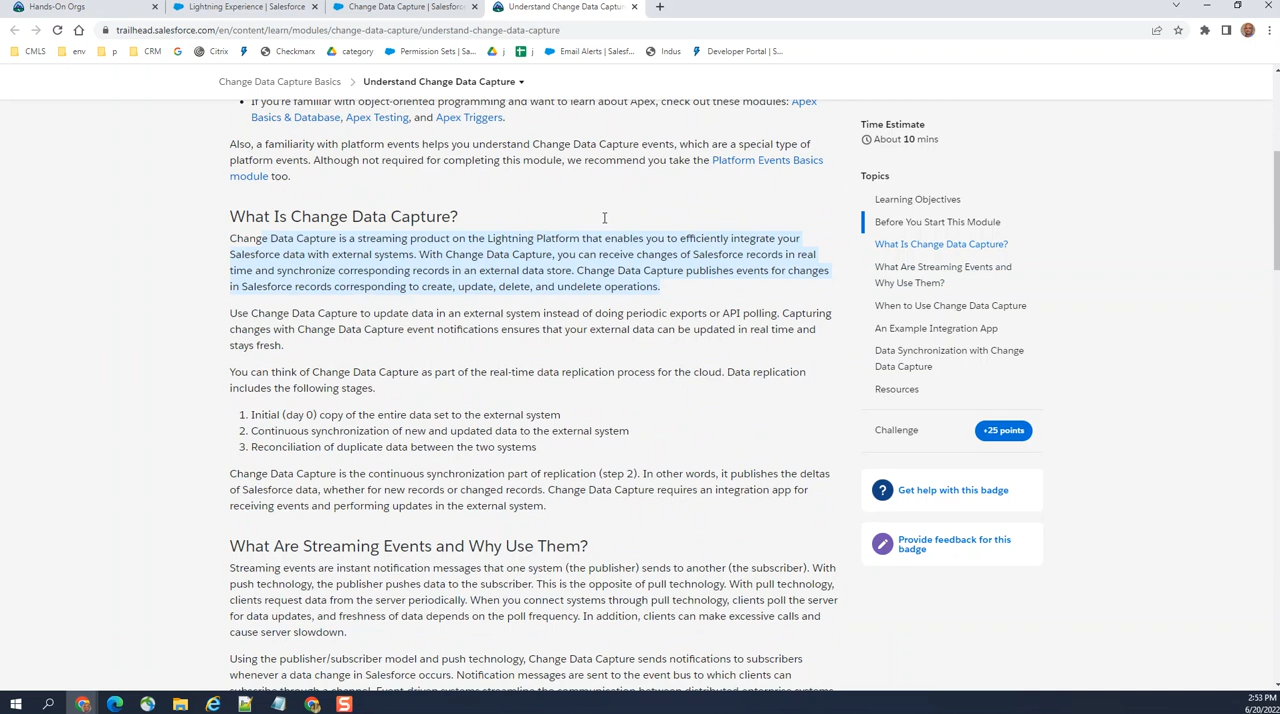 Hands-On Orgs
Lightning Experience | Salesforce
Change Data Capture | Salesforc
Understand Change Data Captur
trailhead.salesforce.com/en/content/learn/modules/change-data-capture/understand-change-data-capture
CMLS
env
p
CRM
Citrix
Checkmarx
category
Permission Sets | Sa...
j
j
Email Alerts | Salesf...
Indus
Developer Portal | S...
Change Data Capture Basics
Understand Change Data Capture
If you're familiar with object-oriented programming and want to learn about Apex, check out these modules: Apex
Basics & Database, Apex Testing, and Apex Triggers.
Also, a familiarity with platform events helps you understand Change Data Capture events, which are a special type of
platform events. Although not required for completing this module, we recommend you take the Platform Events Basics
module too.
What Is Change Data Capture?
Change Data Capture is a streaming product on the Lightning Platform that enables you to efficiently integrate your
Salesforce data with external systems. With Change Data Capture, you can receive changes of Salesforce records in real
time and synchronize corresponding records in an external data store. Change Data Capture publishes events for changes
in Salesforce records corresponding to create, update, delete, and undelete operations.
Use Change Data Capture to update data in an external system instead of doing periodic exports or API polling. Capturing
changes with Change Data Capture event notifications ensures that your external data can be updated in real time and
stays fresh.
You can think of Change Data Capture as part of the real-time data replication process for the cloud. Data replication
includes the following stages.
1. Initial (day 0) copy of the entire data set to the external system
2. Continuous synchronization of new and updated data to the external system
3. Reconciliation of duplicate data between the two systems
Change Data Capture is the continuous synchronization part of replication (step 2). In other words, it publishes the deltas
of Salesforce data, whether for new records or changed records. Change Data Capture requires an integration app for
receiving events and performing updates in the external system.
What Are Streaming Events and Why Use Them?
Streaming events are instant notification messages that one system (the publisher) sends to another (the subscriber). With
push technology, the publisher pushes data to the subscriber. This is the opposite of pull technology. With pull technology,
clients request data from the server periodically. When you connect systems through pull technology, clients poll the server
for data updates, and freshness of data depends on the poll frequency. In addition, clients can make excessive calls and
cause server slowdown.
Using the publisher/subscriber model and push technology, Change Data Capture sends notifications to subscribers
whenever a data change in Salesforce occurs. Notification messages are sent to the event bus to which clients can
subscribe through a channel. Event-driven systems streamline the communication between distributed enterprise systems
Time Estimate
About 10 mins
Topics
Learning Objectives
Before You Start This Module
What Is Change Data Capture?
What Are Streaming Events and
Why Use Them?
When to Use Change Data Capture
An Example Integration App
Data Synchronization with Change
Data Capture
Resources
Challenge
+25 points
Get help with this badge
Provide feedback for this
badge
2:53 PM
6/20/2022